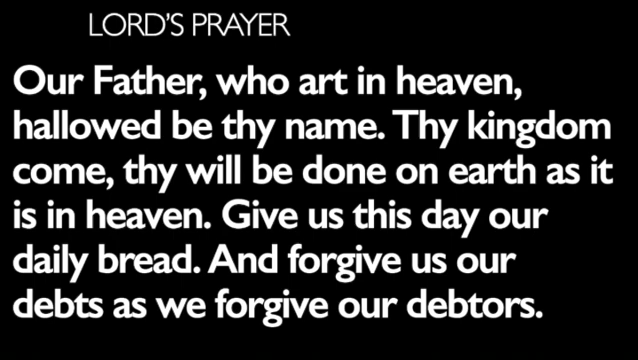 LORD'S PRAYER
Our Father, who art in heaven,
hallowed be thy name. Thy kingdom
come, thy will be done on earth as it
is in heaven. Give us this day our
daily bread. And forgive us our
debts as we forgive our debtors.